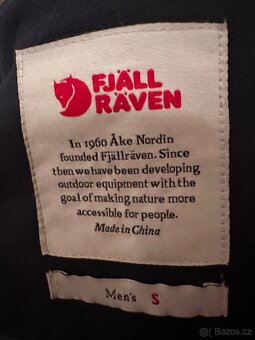 FJÄLL
RÄVEN
In 1960 Åke Nordin
founded Fjällräven. Since
then we have been developing
outdoor equipment with the
goal of making nature more
accessible for people.
Made in China
Men's S
Bazos.cz